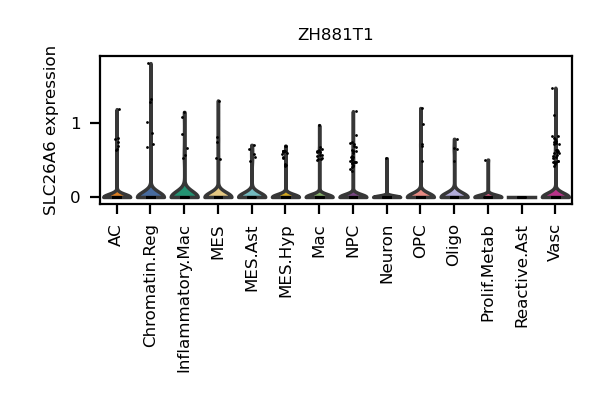 ZH881T1
SLC26A6 expression
1
0
AC
Chromatin.Reg
Inflammatory.Mac
MES
MES.Ast
MES.Hyp
Mac
NPC
Neuron
OPC
Oligo
Prolif.Metab
Reactive.Ast
Vasc